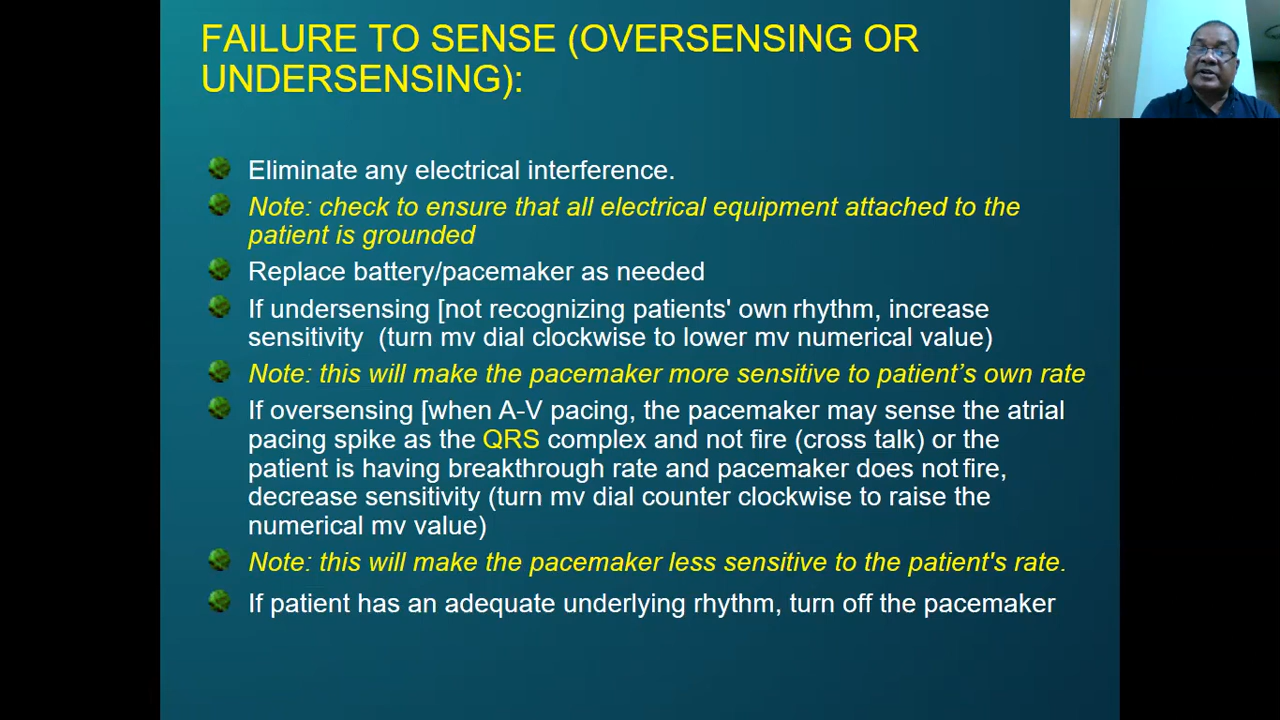 FAILURE TO SENSE (OVERSENSING OR
UNDERSENSING):
Eliminate any electrical interference.
Note: check to ensure that all electrical equipment attached to the
patient is grounded
Replace battery/pacemaker as needed
If undersensing [not recognizing patients' own rhythm, increase
sensitivity (turn mv dial clockwise to lower mv numerical value)
Note: this will make the pacemaker more sensitive to patient’s own rate
If oversensing [when A-V pacing, the pacemaker may sense the atrial
pacing spike as the QRS complex and not fire (cross talk) or the
patient is having breakthrough rate and pacemaker does not fire,
decrease sensitivity (turn mv dial counter clockwise to raise the
numerical mv value)
Note: this will make the pacemaker less sensitive to the patient's rate.
If patient has an adequate underlying rhythm, turn off the pacemaker